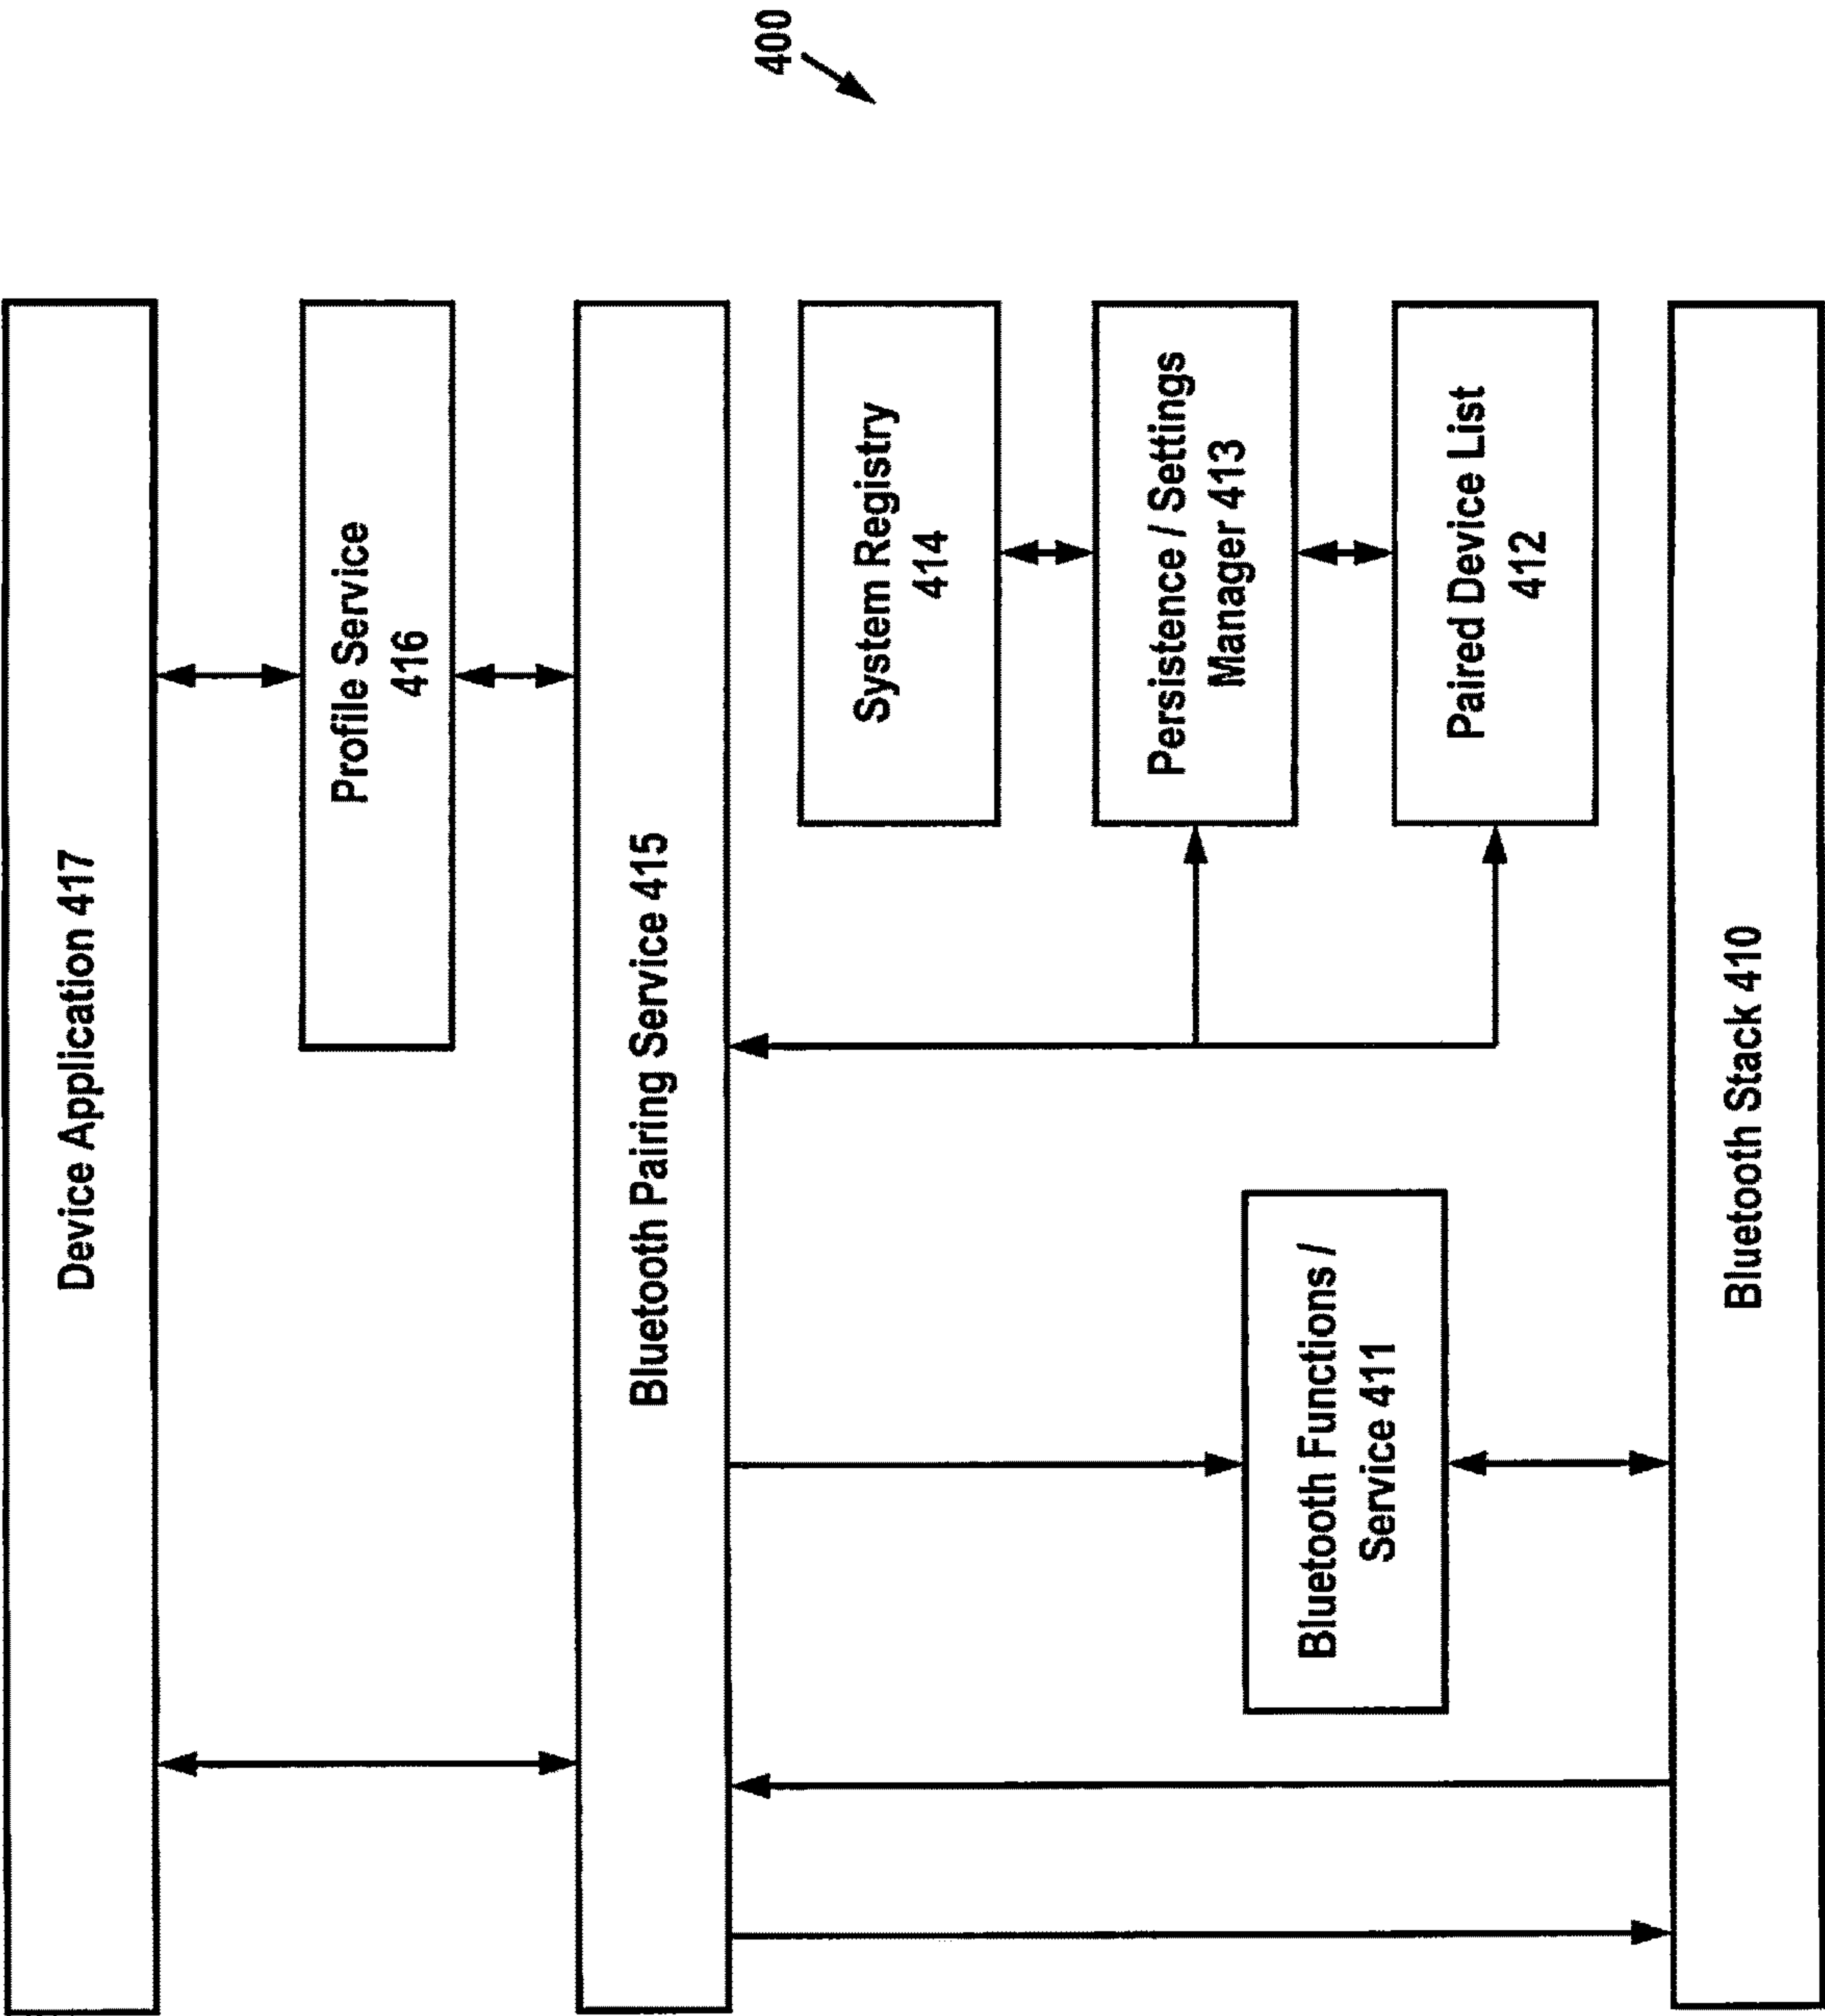 400
Device Application 417
Profile Service
416
Bluetooth Pairing Service 415
System Registry
414
Persistence / Settings
Manager 413
Paired Device List
412
Bluetooth Functions /
Service 411
Bluetooth Stack 410